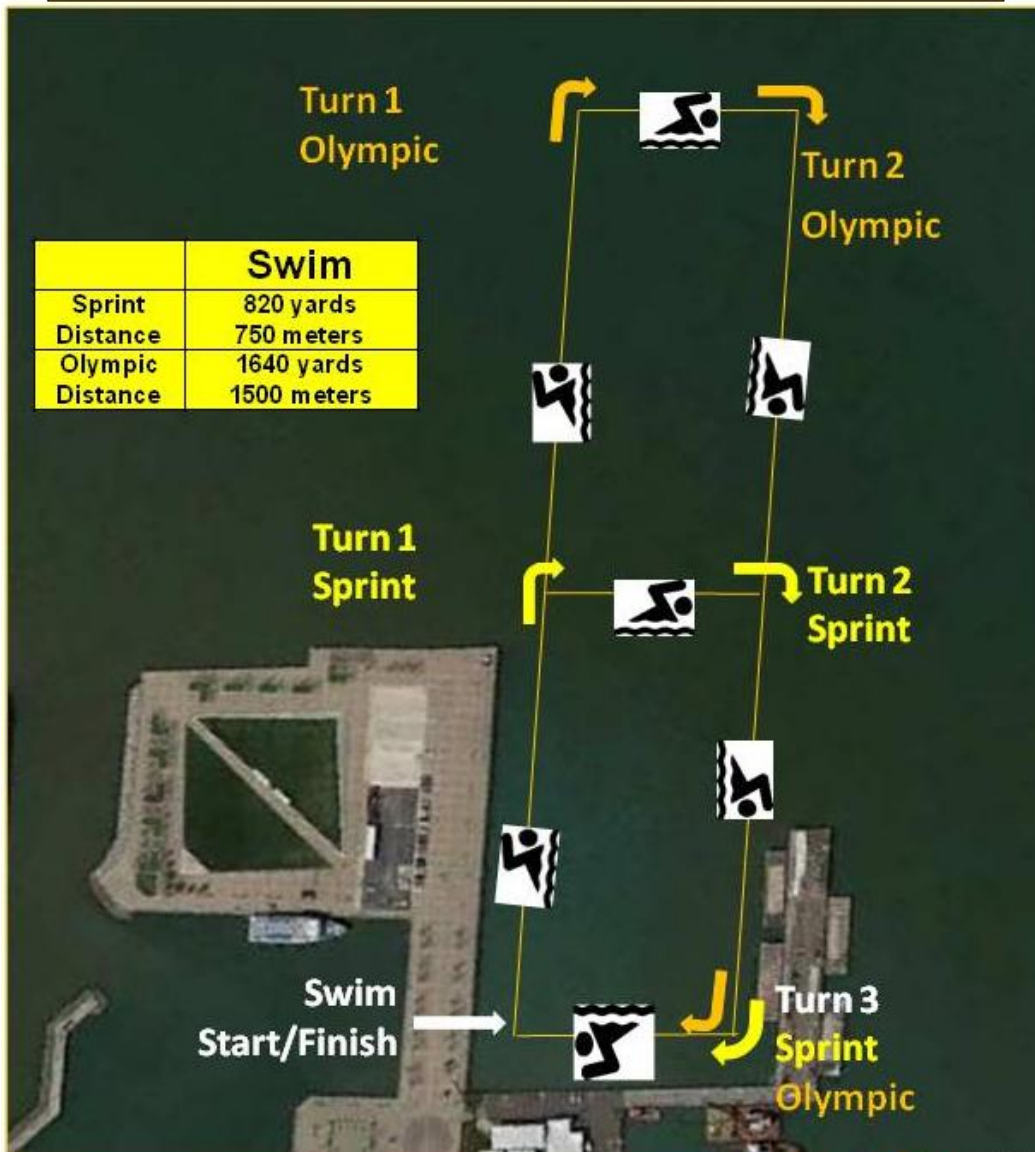 Turn 1
Olympic
Turn 2
Olympic
Swim
Sprint 820 yards
Distance 750 meters
Olympic 1640 yards
Distance 1500 meters
Turn 1
Sprint
Turn 2
Sprint
Swim
Start/Finish
Turn 3
Sprint
Olympic